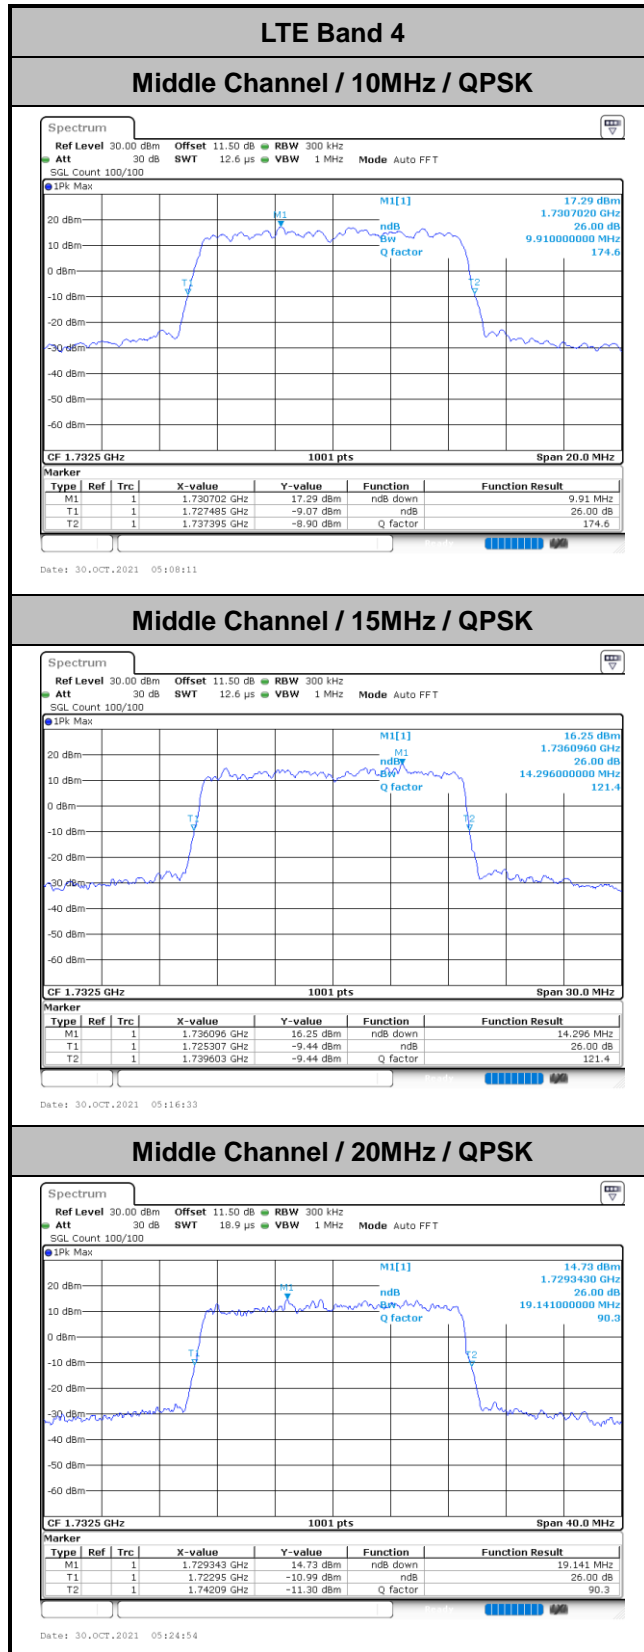 LTE Band 4
Middle Channel / 10MHz / QPSK
Spectrum
Ref Level 30.00 dBm Offset 11.50 dB RBW 300 kHz
Att 30 dB SWT 12.6 µs VBW 1 MHz Mode Auto FFT
SGL Count 100/100
1Pk Max
M1[1] 17.29 dBm
1.7307020 GHz
ndB 26.00 dB
Bw 9.910000000 MHz
Q factor 174.6
M1
T1
T2
20 dBm
10 dBm
0 dBm
-10 dBm
-20 dBm
-30 dBm
-40 dBm
-50 dBm
-60 dBm
CF 1.7325 GHz 1001 pts Span 20.0 MHz
Marker
Type Ref Trc X-value Y-value Function Function Result
M1 1 1.730702 GHz 17.29 dBm ndB down 9.91 MHz
T1 1 1.727485 GHz -9.07 dBm ndB 26.00 dB
T2 1 1.737395 GHz -8.90 dBm Q factor 174.6
Date: 30.OCT.2021 05:08:11
Middle Channel / 15MHz / QPSK
Spectrum
Ref Level 30.00 dBm Offset 11.50 dB RBW 300 kHz
Att 30 dB SWT 12.6 µs VBW 1 MHz Mode Auto FFT
SGL Count 100/100
1Pk Max
M1[1] 16.25 dBm
1.7360960 GHz
ndB 26.00 dB
Bw 14.296000000 MHz
Q factor 121.4
M1
T1
T2
20 dBm
10 dBm
0 dBm
-10 dBm
-20 dBm
-30 dBm
-40 dBm
-50 dBm
-60 dBm
CF 1.7325 GHz 1001 pts Span 30.0 MHz
Marker
Type Ref Trc X-value Y-value Function Function Result
M1 1 1.736096 GHz 16.25 dBm ndB down 14.296 MHz
T1 1 1.725307 GHz -9.44 dBm ndB 26.00 dB
T2 1 1.739603 GHz -9.44 dBm Q factor 121.4
Date: 30.OCT.2021 05:16:33
Middle Channel / 20MHz / QPSK
Spectrum
Ref Level 30.00 dBm Offset 11.50 dB RBW 300 kHz
Att 30 dB SWT 18.9 µs VBW 1 MHz Mode Auto FFT
SGL Count 100/100
1Pk Max
M1[1] 14.73 dBm
1.7293430 GHz
ndB 26.00 dB
Bw 19.141000000 MHz
Q factor 90.3
M1
T1
T2
20 dBm
10 dBm
0 dBm
-10 dBm
-20 dBm
-30 dBm
-40 dBm
-50 dBm
-60 dBm
CF 1.7325 GHz 1001 pts Span 40.0 MHz
Marker
Type Ref Trc X-value Y-value Function Function Result
M1 1 1.729343 GHz 14.73 dBm ndB down 19.141 MHz
T1 1 1.72295 GHz -10.99 dBm ndB 26.00 dB
T2 1 1.74209 GHz -11.30 dBm Q factor 90.3
Date: 30.OCT.2021 05:24:54